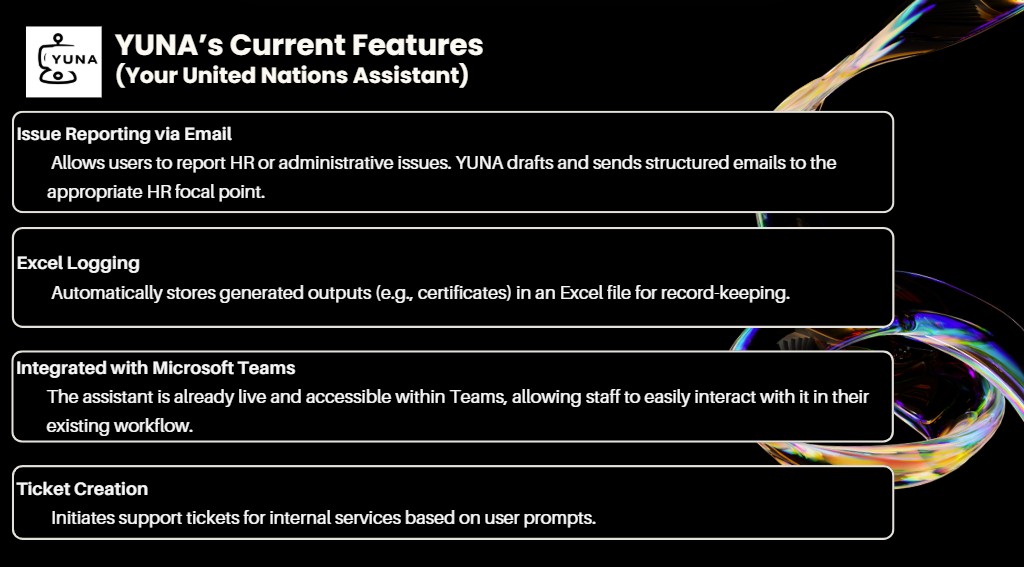 YUNA
YUNA's Current Features
(Your United Nations Assistant)
Issue Reporting via Email
Allows users to report HR or administrative issues. YUNA drafts and sends structured emails to the
appropriate HR focal point.
Excel Logging
Automatically stores generated outputs (e.g., certificates) in an Excel file for record-keeping.
Integrated with Microsoft Teams
The assistant is already live and accessible within Teams, allowing staff to easily interact with it in their
existing workflow.
Ticket Creation
Initiates support tickets for internal services based on user prompts.